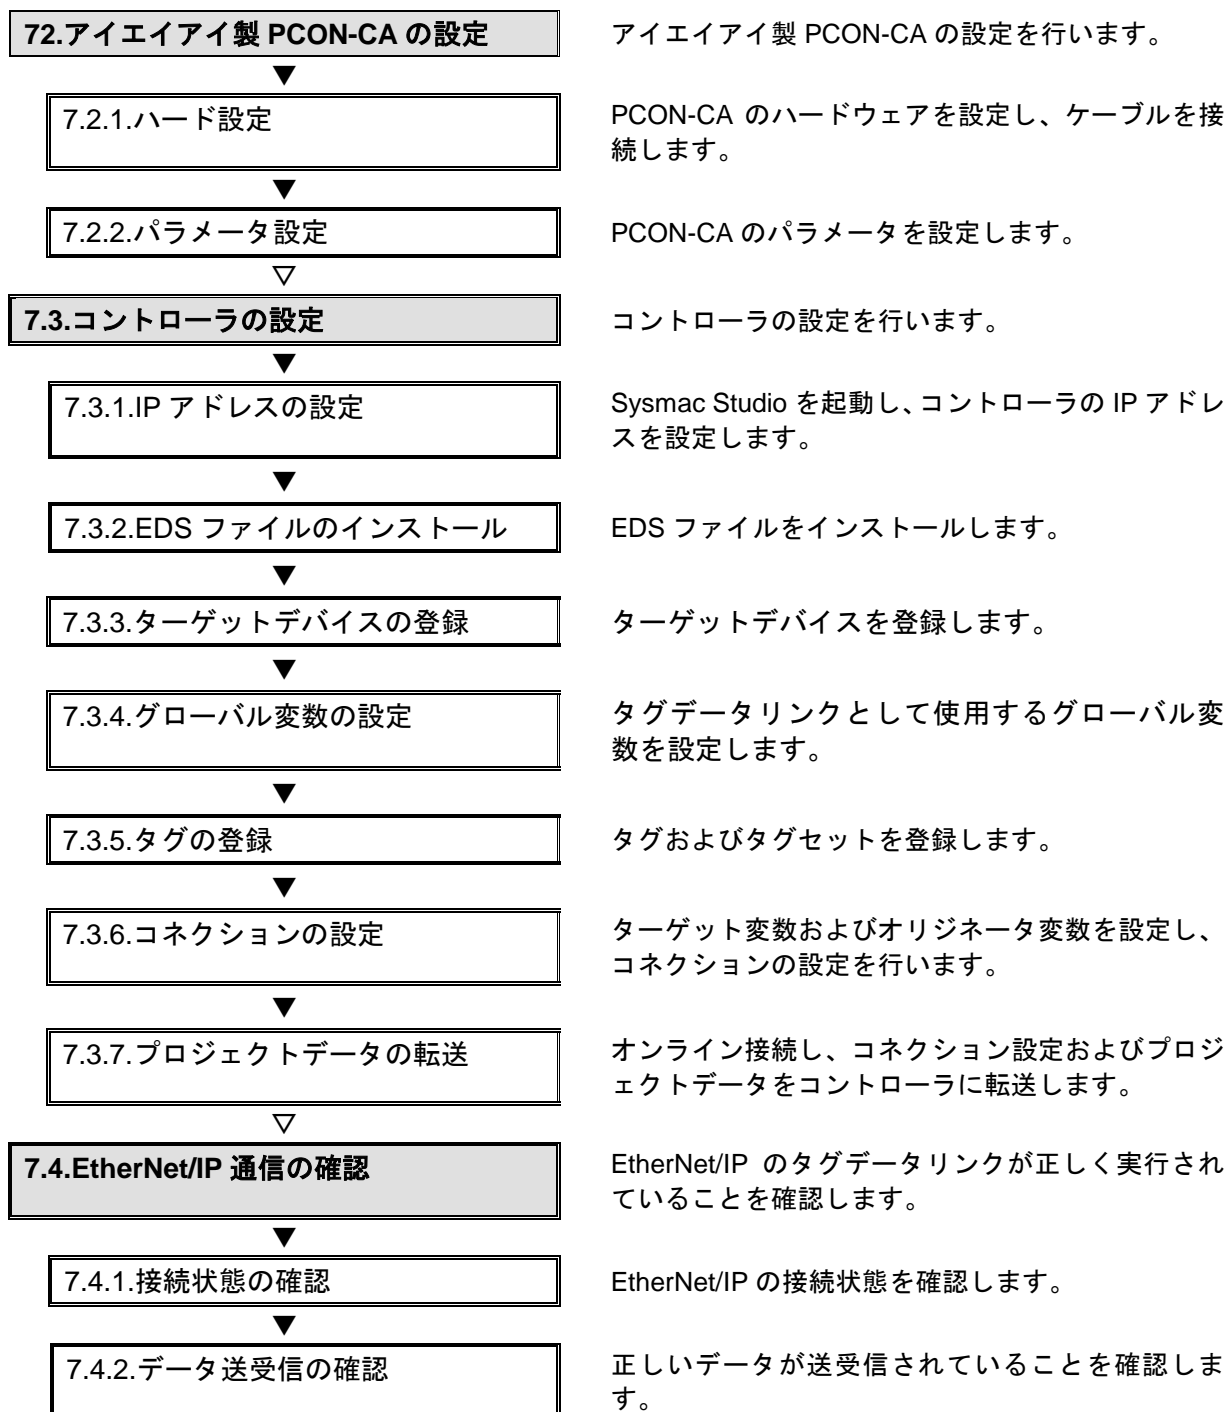 72.アイエイアイ製 PCON-CA の設定
アイエイアイ製 PCON-CA の設定を行います。
▼
7.2.1.ハード設定
PCON-CA のハードウェアを設定し、ケーブルを接
続します。
▼
7.2.2.パラメータ設定
PCON-CA のパラメータを設定します。
▽
7.3.コントローラの設定
コントローラの設定を行います。
▼
7.3.1.IP アドレスの設定
Sysmac Studio を起動し、コントローラの IP アドレ
スを設定します。
▼
7.3.2.EDS ファイルのインストール
EDS ファイルをインストールします。
▼
7.3.3.ターゲットデバイスの登録
ターゲットデバイスを登録します。
▼
7.3.4.グローバル変数の設定
タグデータリンクとして使用するグローバル変
数を設定します。
▼
7.3.5.タグの登録
タグおよびタグセットを登録します。
▼
7.3.6.コネクションの設定
ターゲット変数およびオリジネータ変数を設定し、
コネクションの設定を行います。
▼
7.3.7.プロジェクトデータの転送
オンライン接続し、コネクション設定およびプロジ
ェクトデータをコントローラに転送します。
▽
7.4.EtherNet/IP 通信の確認
EtherNet/IP のタグデータリンクが正しく実行され
ていることを確認します。
▼
7.4.1.接続状態の確認
EtherNet/IP の接続状態を確認します。
▼
7.4.2.データ送受信の確認
正しいデータが送受信されていることを確認しま
す。